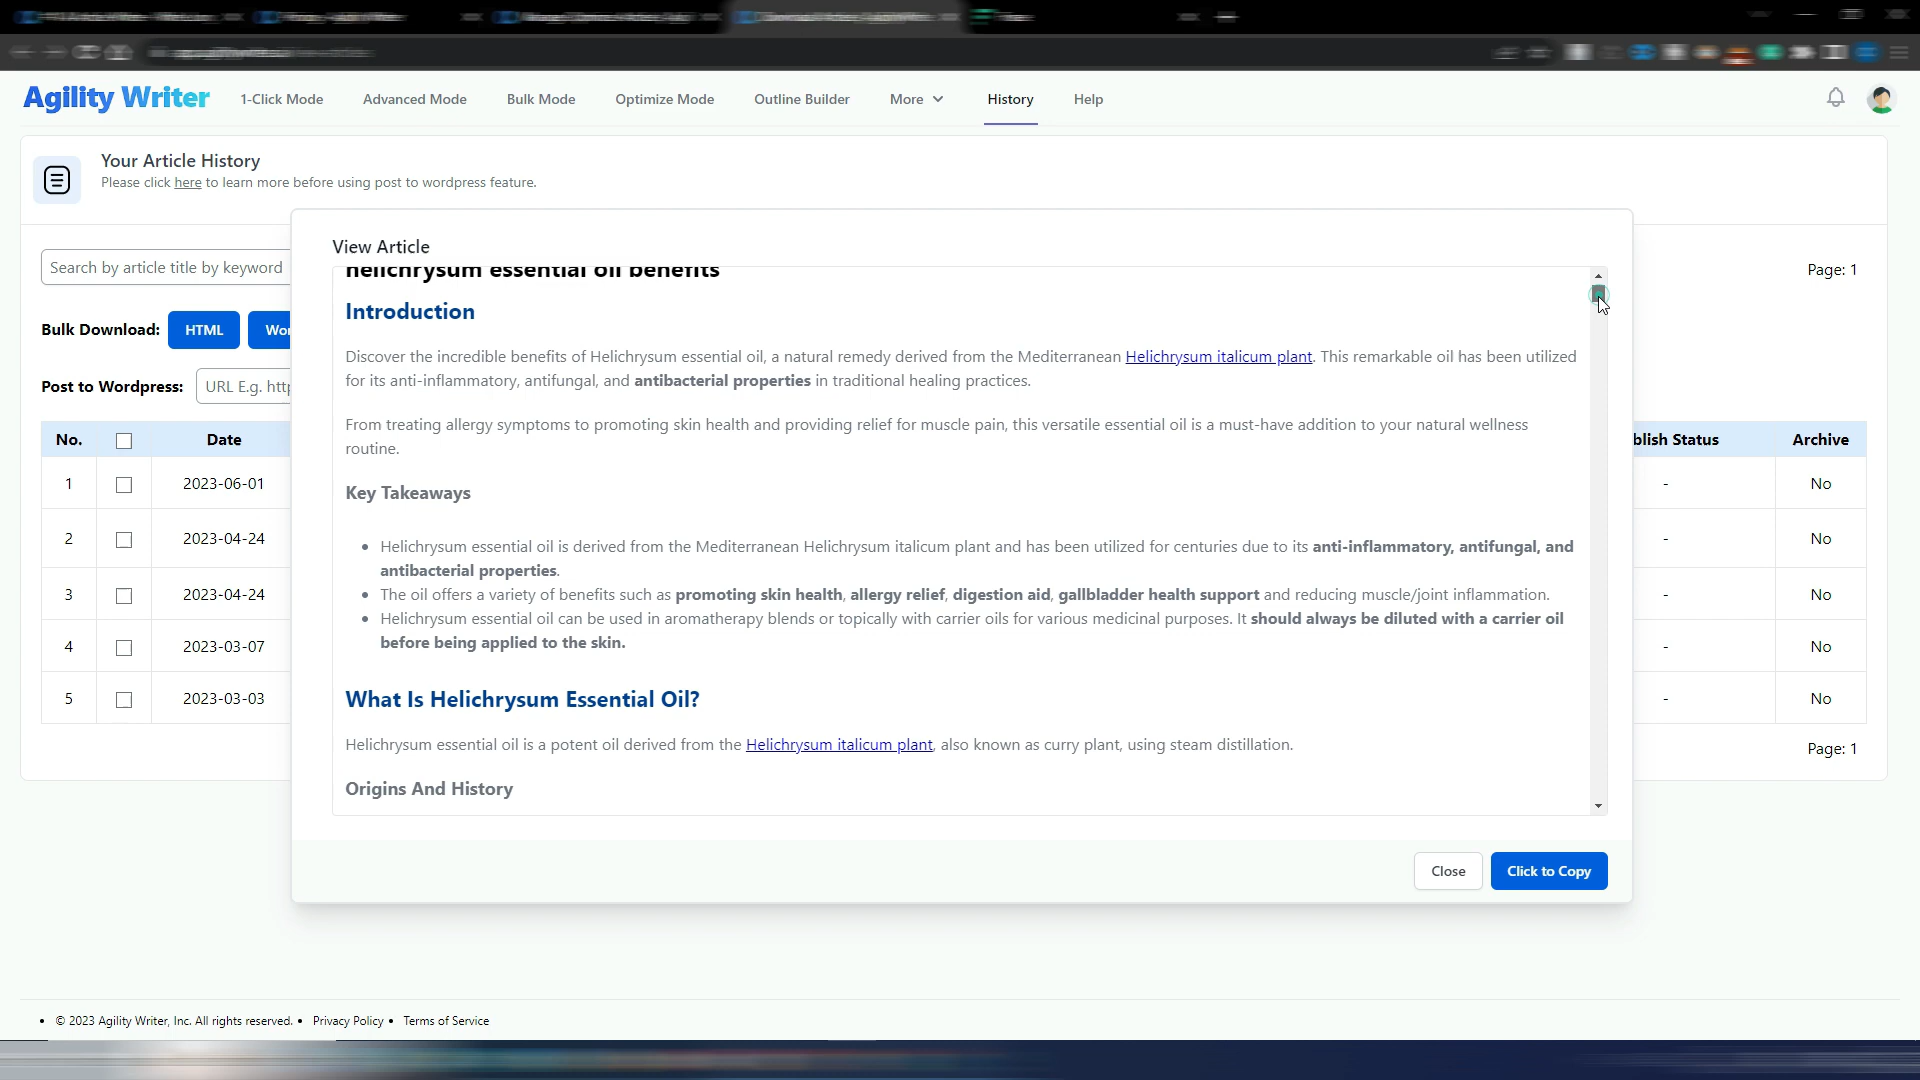 Agility Writer
1-Click Mode
Advanced Mode
Bulk Mode
Optimize Mode
Outline Builder
More
History
Help
Your Article History
Please click here to learn more before using post to wordpress feature.
Search by article title by keyword
Page: 1
Bulk Download:
HTML
Post to Wordpress:
URL E.g.
No.
Date
blish Status
Archive
1
2023-06-01
-
No
2
2023-04-24
-
No
3
2023-04-24
-
No
4
2023-03-07
-
No
5
2023-03-03
-
No
Page: 1
View Article
helichrysum essential oil benefits
Introduction
Discover the incredible benefits of Helichrysum essential oil, a natural remedy derived from the Mediterranean Helichrysum italicum plant. This remarkable oil has been utilized
for its anti-inflammatory, antifungal, and antibacterial properties in traditional healing practices.
From treating allergy symptoms to promoting skin health and providing relief for muscle pain, this versatile essential oil is a must-have addition to your natural wellness
routine.
Key Takeaways
• Helichrysum essential oil is derived from the Mediterranean Helichrysum italicum plant and has been utilized for centuries due to its anti-inflammatory, antifungal, and
antibacterial properties.
• The oil offers a variety of benefits such as promoting skin health, allergy relief, digestion aid, gallbladder health support and reducing muscle/joint inflammation.
• Helichrysum essential oil can be used in aromatherapy blends or topically with carrier oils for various medicinal purposes. It should always be diluted with a carrier oil
before being applied to the skin.
What Is Helichrysum Essential Oil?
Helichrysum essential oil is a potent oil derived from the Helichrysum italicum plant, also known as curry plant, using steam distillation.
Origins And History
Close
Click to Copy
• © 2023 Agility Writer, Inc. All rights reserved. • Privacy Policy • Terms of Service